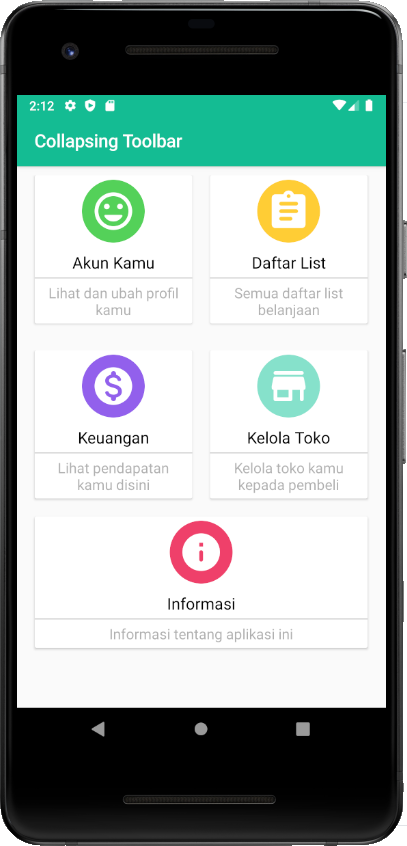 2:12
Collapsing Toolbar
Akun Kamu
Lihat dan ubah profil
kamu
Daftar List
Semua daftar list
belanjaan
Keuangan
Lihat pendapatan
kamu disini
Kelola Toko
Kelola toko kamu
kepada pembeli
Informasi
Informasi tentang aplikasi ini